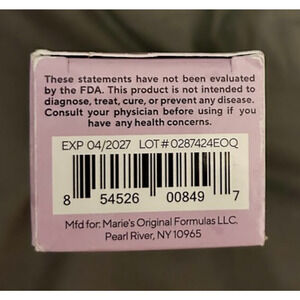 These statements have not been evaluated
by the FDA. This product is not intended to
diagnose, treat, cure, or prevent any disease.
Consult your physician before using if you
have any health concerns.
EXP 04/2027 LOT # 0287424EOQ
8 54526 00849 7
Mfd for: Marie's Original Formulas LLC.
Pearl River, NY 10965